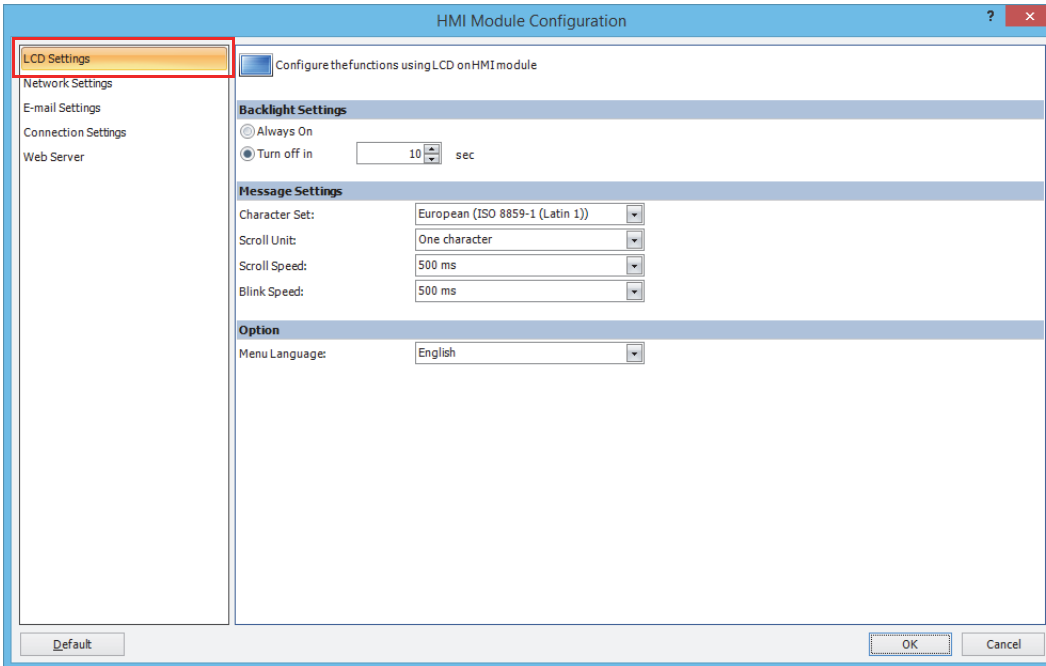 HMI Module Configuration
?
LCD Settings
Network Settings
E-mail Settings
Connection Settings
Web Server
Configure thefunctions using LCD on HMI module
Backlight Settings
Always On
Turn off in 10 sec
Message Settings
Character Set: European (ISO 8859-1 (Latin 1))
Scroll Unit: One character
Scroll Speed: 500 ms
Blink Speed: 500 ms
Option
Menu Language: English
Default
OK
Cancel